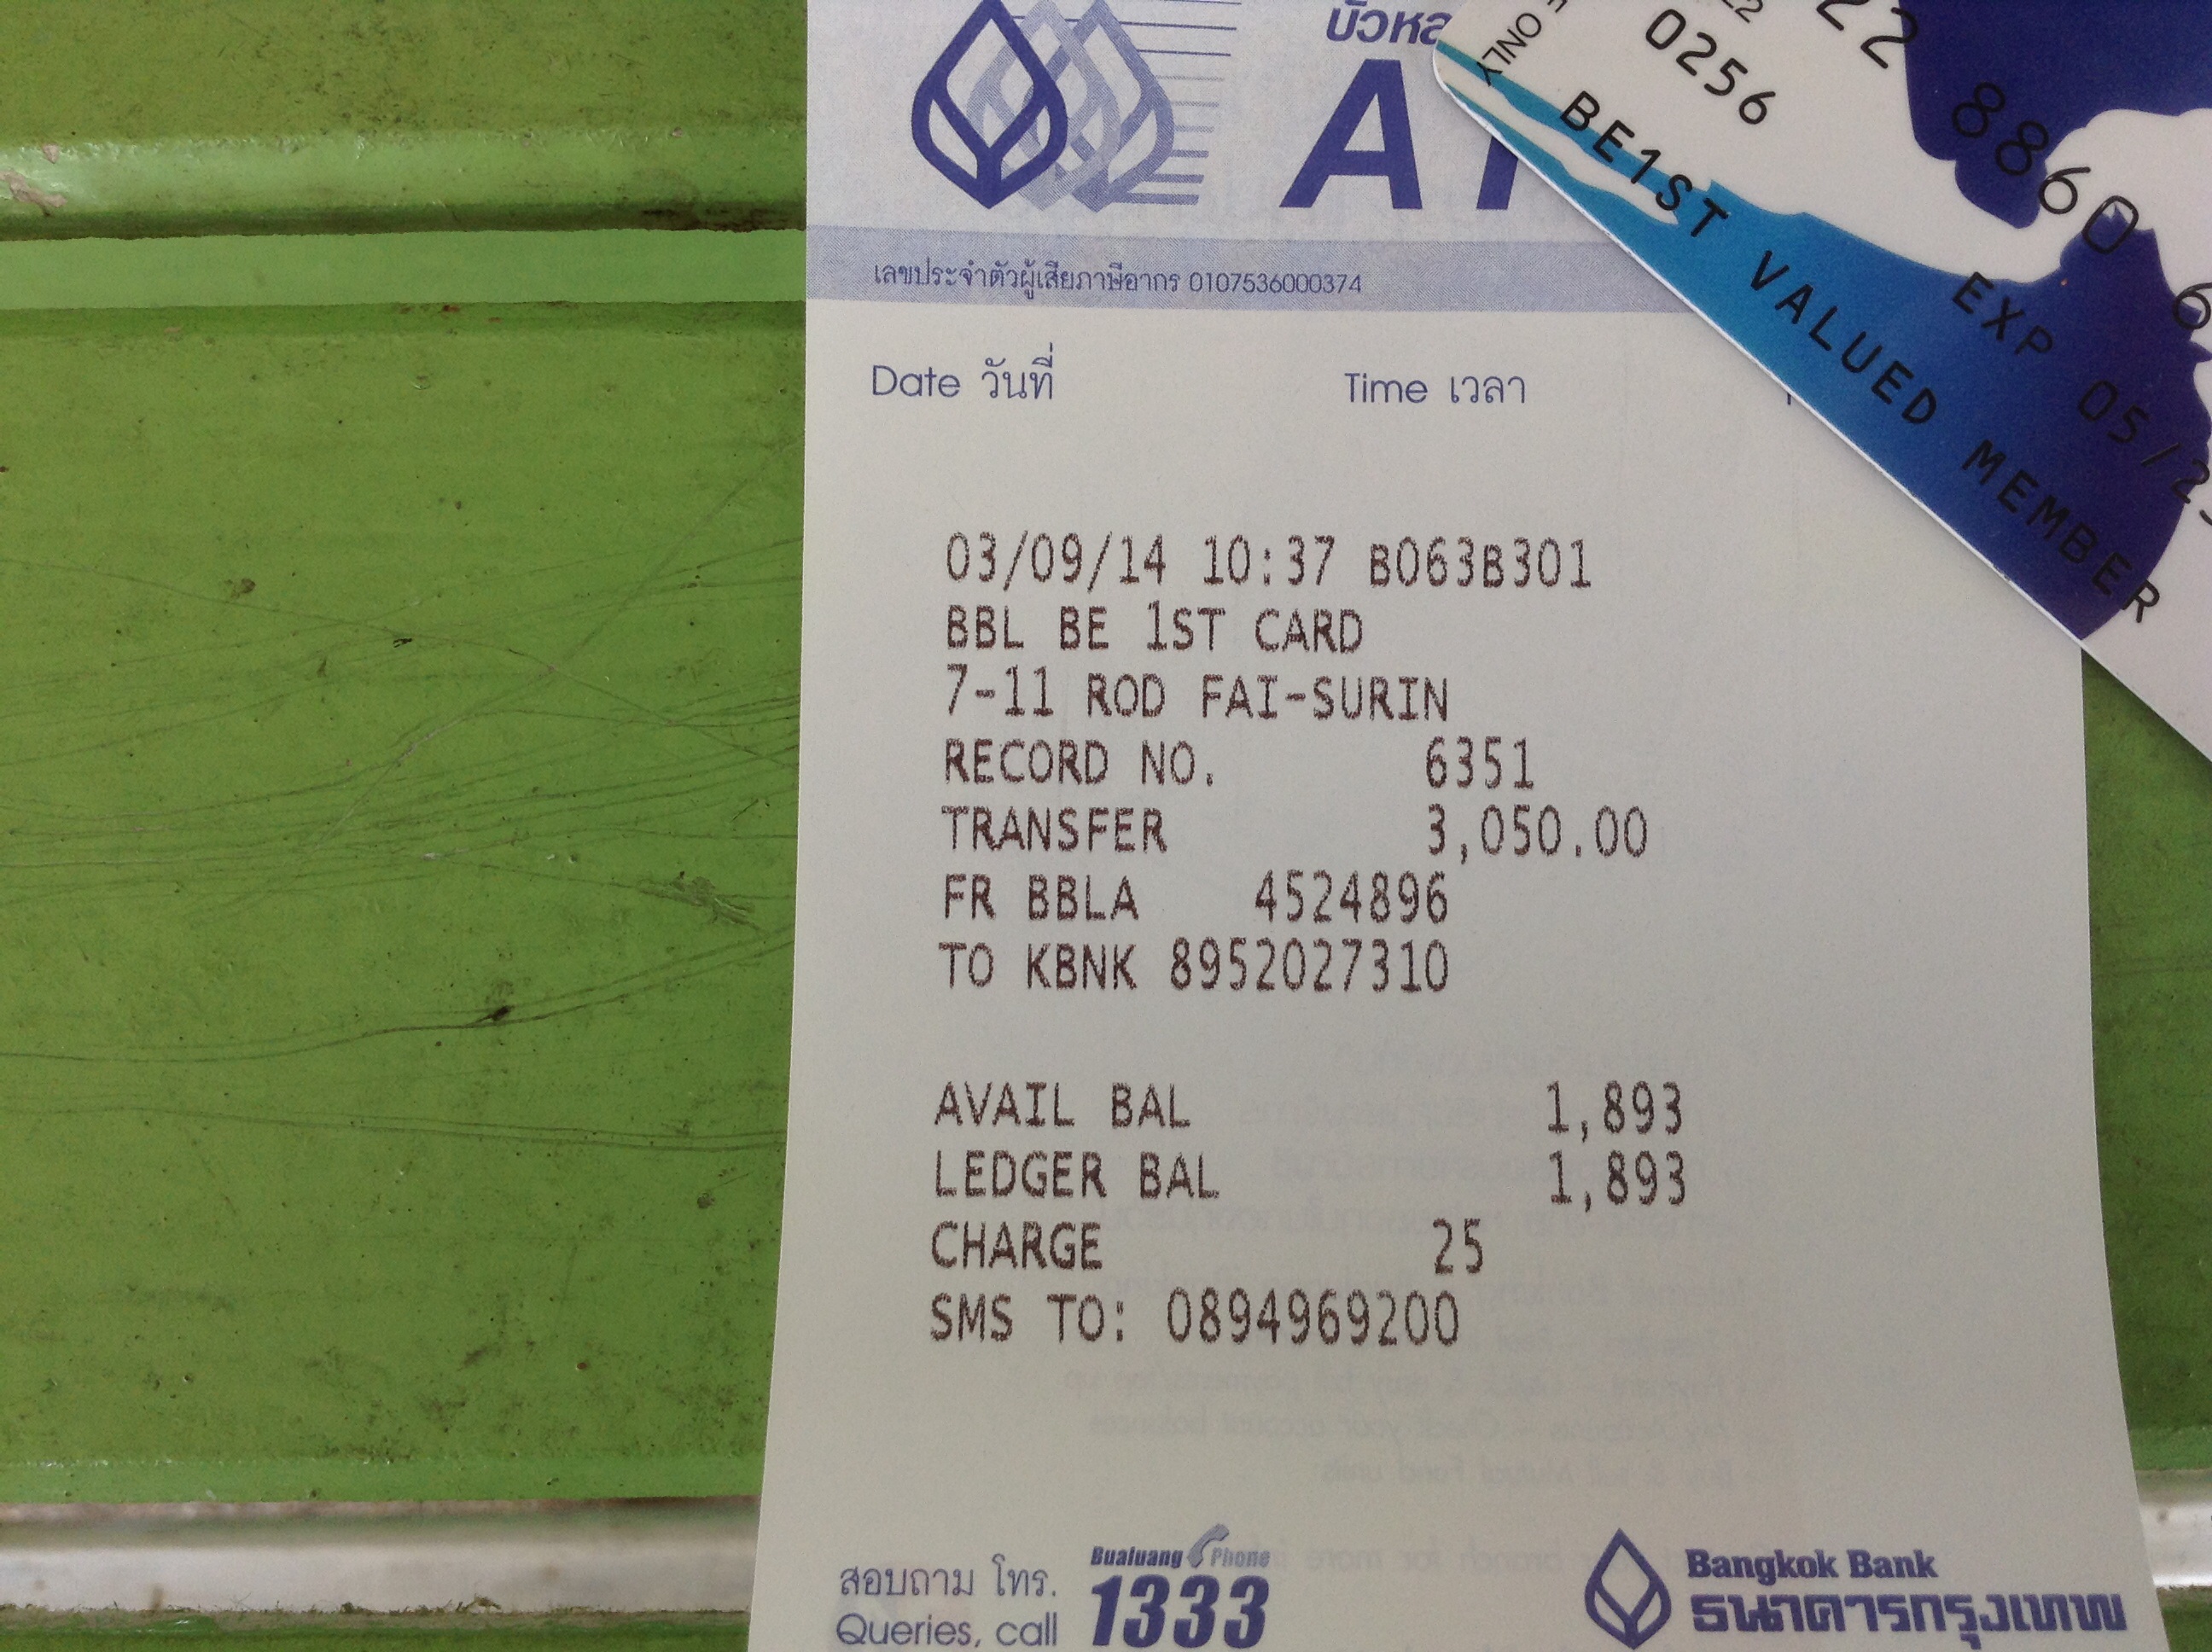 บัวห
A
เลขประจำตัวผู้เสียภาษีอากร 0107536000374
Date วันที่ Time เวลา
03/09/14 10:37 B063B301
BBL BE 1ST CARD
7-11 ROD FAI-SURIN
RECORD NO. 6351
TRANSFER 3,050.00
FR BBLA 4524896
TO KBNK 8952027310
AVAIL BAL 1,893
LEDGER BAL 1,893
CHARGE 25
SMS TO: 0894969200
สอบถาม โทร.
Queries, call
Bualuang Phone
1333
Bangkok Bank
ธนาคารกรุงเทพ
ONLY
0256
22 8860 6
EXP 05/2
BE1ST VALUED MEMBER